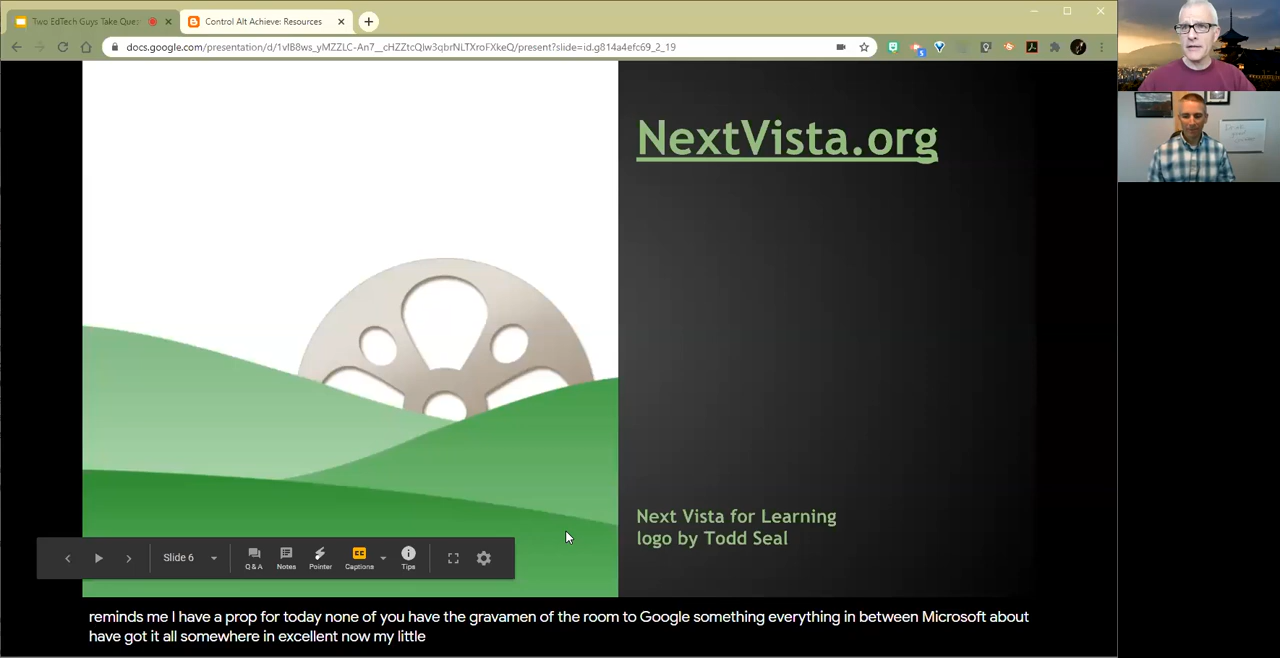 Two EdTech Guys Take Que
Control Alt Achieve: Resources
docs.google.com/presentation/d/1vIB8ws_yMZZLC-An7__cHZZtcQIw3qbrNLTXroFXkeQ/present?slide=id.g814a4efc69_2_19
NextVista.org
Next Vista for Learning
logo by Todd Seal
Slide 6
Q & A
Notes
Pointer
CC
Captions
Tips
reminds me I have a prop for today none of you have the gravamen of the room to Google something everything in between Microsoft about
have got it all somewhere in excellent now my little